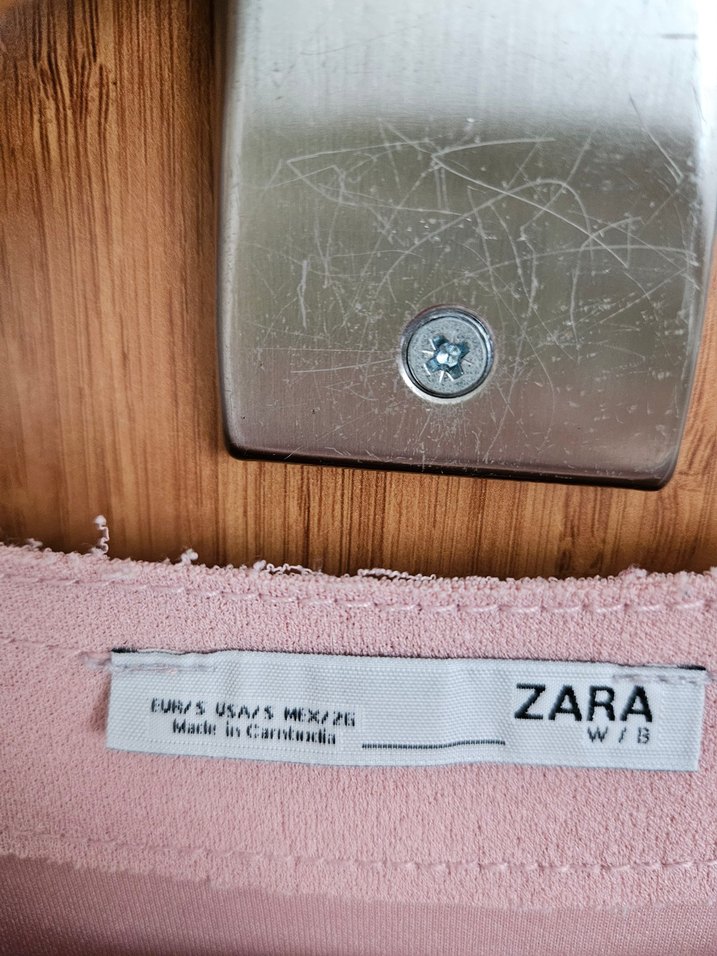 EUR/S USA/S MEX/26
Made in Cambodia
ZARA
W/B